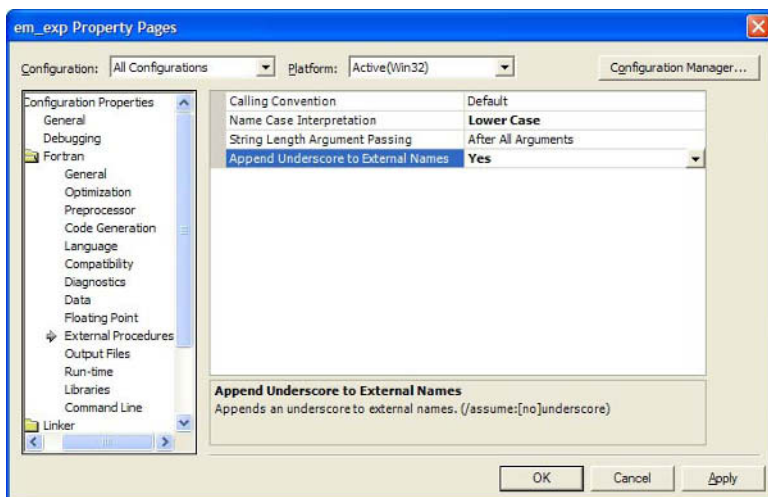 em_exp Property Pages
Configuration: All Configurations Platform: Active(Win32) Configuration Manager...
Configuration Properties
General
Debugging
Fortran
General
Optimization
Preprocessor
Code Generation
Language
Compatibility
Diagnostics
Data
Floating Point
External Procedures
Output Files
Run-time
Libraries
Command Line
Linker
Calling Convention Default
Name Case Interpretation Lower Case
String Length Argument Passing After All Arguments
Append Underscore to External Names Yes
Append Underscore to External Names
Appends an underscore to external names. (/assume:[no]underscore)
OK Cancel Apply